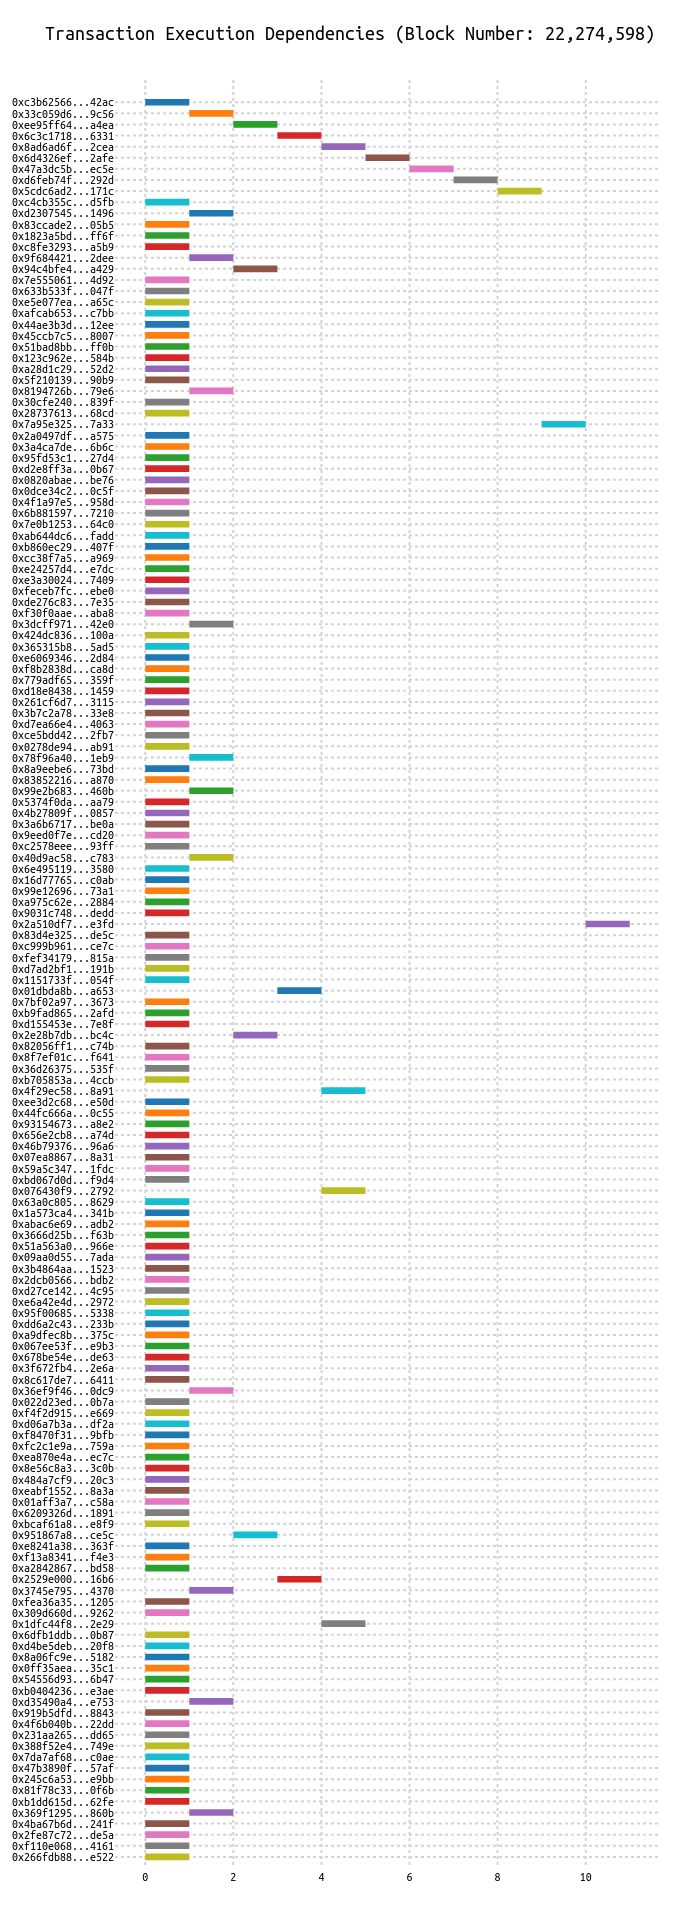 Transaction Execution Dependencies (Block Number: 22,274,598)
0xc3b62566...42ac
0x33c059d6...9c56
0xee95ff64...a4ea
0x6c3c1718...6331
0x8ad6ad6f...2cea
0x6d4326ef...2afe
0x47a3dc5b...ec5e
0xd6feb74f...292d
0x5cdc6ad2...171c
0xc4cb355c...d5fb
0xd2307545...1496
0x83ccade2...05b5
0x1823a5bd...ff6f
0xc8fe3293...a5b9
0x9f684421...2dee
0x94c4bfe4...a429
0x7e555061...4d92
0x633b533f...047f
0xe5e077ea...a65c
0xafcab653...c7bb
0x44ae3b3d...12ee
0x45ccb7c5...8007
0x51bad8bb...ff0b
0x123c962e...584b
0xa28d1c29...52d2
0x5f210139...90b9
0x8194726b...79e6
0x30cfe240...839f
0x28737613...68cd
0x7a95e325...7a33
0x2a0497df...a575
0x3a4ca7de...6b6c
0x95fd53c1...27d4
0xd2e8ff3a...0b67
0x0820abae...be76
0x0dce34c2...0c5f
0x4f1a97e5...958d
0x6b881597...7210
0x7e0b1253...64c0
0xab644dc6...fadd
0xb860ec29...407f
0xcc38f7a5...a969
0xe24257d4...e7dc
0xe3a30024...7409
0xfeceb7fc...ebe0
0xde276c83...7e35
0xf30f0aae...aba8
0x3dcff971...42e0
0x424dc836...100a
0x365315b8...5ad5
0xe6069346...2d84
0xf8b2838d...ca8d
0x779adf65...359f
0xd18e8438...1459
0x261cf6d7...3115
0x3b7c2a78...33e8
0xd7ea66e4...4063
0xce5bdd42...2fb7
0x0278de94...ab91
0x78f96a40...1eb9
0x8a9eebe6...73bd
0x83852216...a870
0x99e2b683...460b
0x5374f0da...aa79
0x4b27809f...0857
0x3a6b6717...be0a
0x9eed0f7e...cd20
0xc2578eee...93ff
0x40d9ac58...c783
0x6e495119...3580
0x16d77765...c0ab
0x99e12696...73a1
0xa975c62e...2884
0x9031c748...dedd
0x2a510df7...e3fd
0x83d4e325...de5c
0xc999b961...ce7c
0xfef34179...815a
0xd7ad2bf1...191b
0x1151733f...054f
0x01dbda8b...a653
0x7bf02a97...3673
0xb9fad865...2afd
0xd155453e...7e8f
0x2e28b7db...bc4c
0x82056ff1...c74b
0x8f7ef01c...f641
0x36d26375...535f
0xb705853a...4ccb
0x4f29ec58...8a91
0xee3d2c68...e50d
0x44fc666a...0c55
0x93154673...a8e2
0x656e2cb8...a74d
0x46b79376...96a6
0x07ea8867...8a31
0x59a5c347...1fdc
0xbd067d0d...f9d4
0x076430f9...2792
0x63a0c805...8629
0x1a573ca4...341b
0xabac6e69...adb2
0x3666d25b...f63b
0x51a563a0...966e
0x09aa0d55...7ada
0x3b4864aa...1523
0x2dcb0566...bdb2
0xd27ce142...4c95
0xe6a42e4d...2972
0x95f00685...5338
0xdd6a2c43...233b
0xa9dfec8b...375c
0x067ee53f...e9b3
0x678be54e...de63
0x3f672fb4...2e6a
0x8c617de7...6411
0x36ef9f46...0dc9
0x022d23ed...0b7a
0xf4f2d915...e669
0xd06a7b3a...df2a
0xf8470f31...9bfb
0xfc2c1e9a...759a
0xea870e4a...ec7c
0x8e56c8a3...3c0b
0x484a7cf9...20c3
0xeabf1552...8a3a
0x01aff3a7...c58a
0x6209326d...1891
0xbcaf61a8...e8f9
0x951867a8...ce5c
0xe8241a38...363f
0xf13a8341...f4e3
0xa2842867...bd58
0x2529e000...16b6
0x3745e795...4370
0xfea36a35...1205
0x309d660d...9262
0x1dfc44f8...2e29
0x6dfb1ddb...0b87
0xd4be5deb...20f8
0x8a06fc9e...5182
0x0ff35aea...35c1
0x54556d93...6b47
0xb0404236...e3ae
0xd35490a4...e753
0x919b5dfd...8843
0x4f6b040b...22dd
0x231aa265...dd65
0x388f52e4...749e
0x7da7af68...c0ae
0x47b3890f...57af
0x245c6a53...e9bb
0x81f78c33...0f6b
0xb1dd615d...62fe
0x369f1295...860b
0x4ba67b6d...241f
0x2fe87c72...de5a
0xf110e068...4161
0x266fdb88...e522
0 2 4 6 8 10